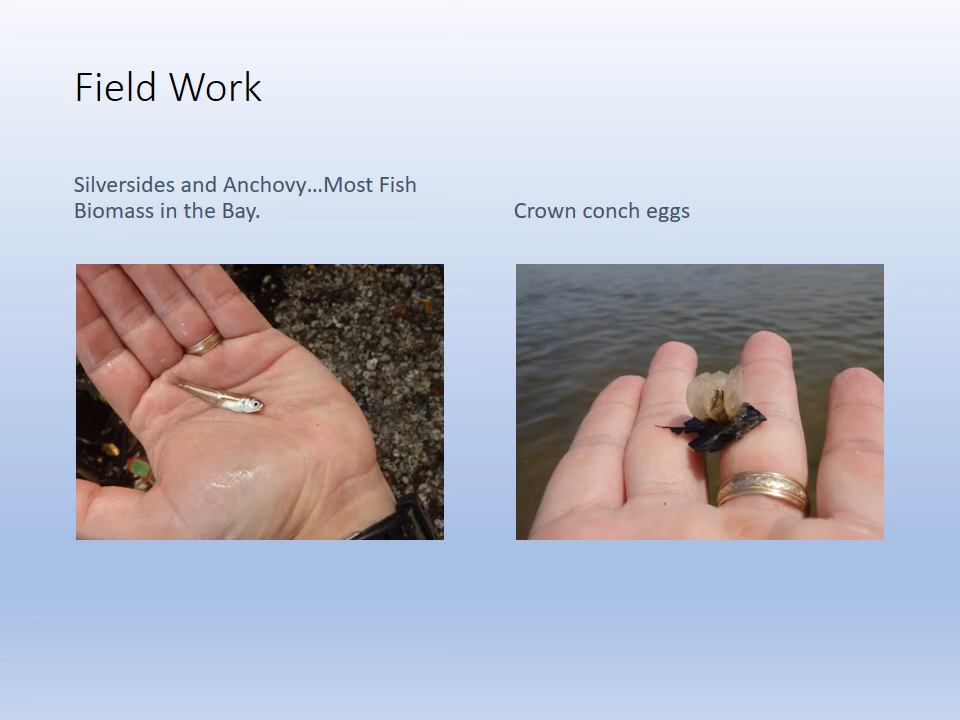 Field Work
Silversides and Anchovy…Most Fish
Biomass in the Bay.
Crown conch eggs